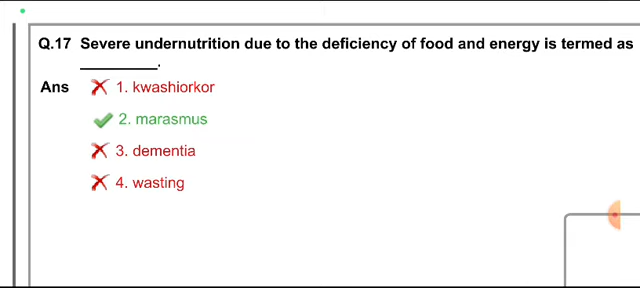 Q.17 Severe undernutrition due to the deficiency of food and energy is termed as
__________.
Ans 1. kwashiorkor
2. marasmus
3. dementia
4. wasting